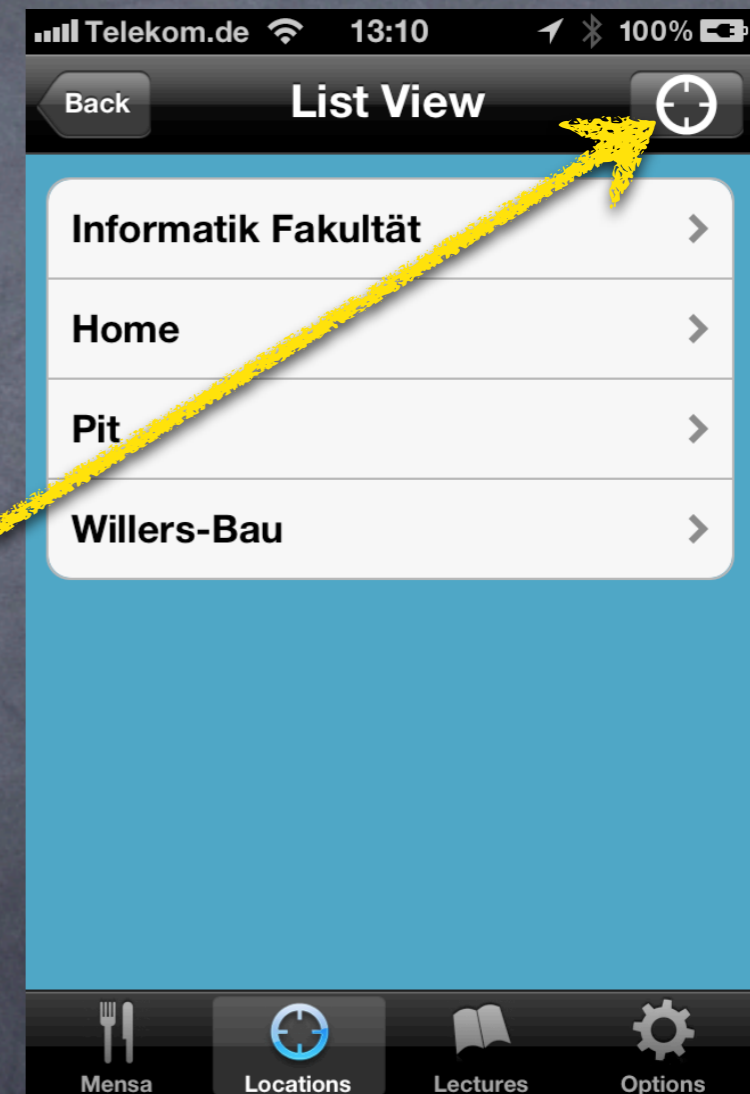 Telekom.de 13:10 100%
Back List View
Informatik Fakultät
Home
Pit
Willers-Bau
Mensa Locations Lectures Options